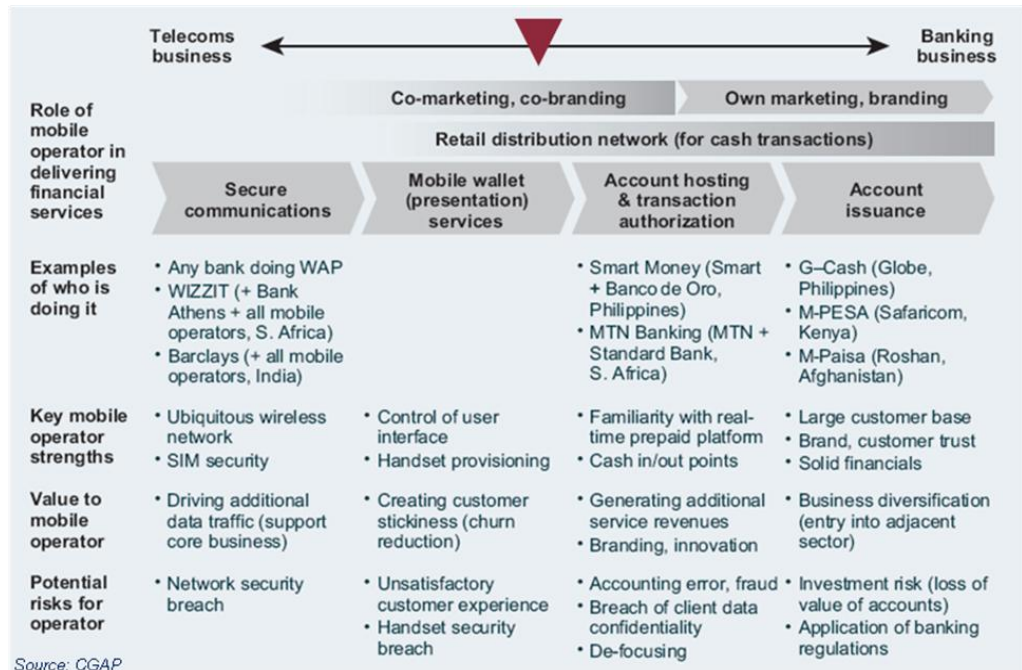 Telecoms
business
Banking
business
Co-marketing, co-branding
Own marketing, branding
Retail distribution network (for cash transactions)
Role of
mobile
operator in
delivering
financial
services
Secure
communications
Mobile wallet
(presentation)
services
Account hosting
& transaction
authorization
Account
issuance
Examples
of who is
doing it
• Any bank doing WAP
• WIZZIT (+ Bank
Athens + all mobile
operators, S. Africa)
• Barclays (+ all mobile
operators, India)
• Smart Money (Smart
+ Banco de Oro,
Philippines)
• MTN Banking (MTN +
Standard Bank,
S. Africa)
• G–Cash (Globe,
Philippines)
• M-PESA (Safaricom,
Kenya)
• M-Paisa (Roshan,
Afghanistan)
Key mobile
operator
strengths
• Ubiquitous wireless
network
• SIM security
• Control of user
interface
• Handset provisioning
• Familiarity with real-
time prepaid platform
• Cash in/out points
• Large customer base
• Brand, customer trust
• Solid financials
Value to
mobile
operator
• Driving additional
data traffic (support
core business)
• Creating customer
stickiness (churn
reduction)
• Generating additional
service revenues
• Branding, innovation
• Business diversification
(entry into adjacent
sector)
Potential
risks for
operator
• Network security
breach
• Unsatisfactory
customer experience
• Handset security
breach
• Accounting error, fraud
• Breach of client data
confidentiality
• De-focusing
• Investment risk (loss of
value of accounts)
• Application of banking
regulations
Source: CGAP